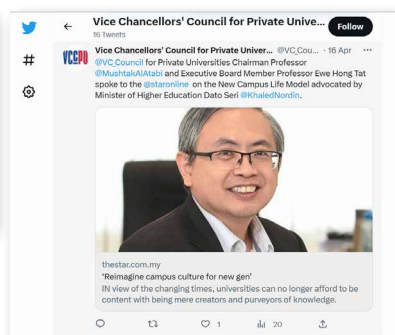 Vice Chancellors' Council for Private Unive...
16 Tweets
Follow
VCCPU
Vice Chancellors' Council for Private Univer... @VC_Cou... · 16 Apr ...
@VC_Council for Private Universities Chairman Professor
@MushtakAlAtabi and Executive Board Member Professor Ewe Hong Tat
spoke to the @staronline on the New Campus Life Model advocated by
Minister of Higher Education Dato Seri @KhaledNordin.
thestar.com.my
'Reimagine campus culture for new gen'
IN view of the changing times, universities can no longer afford to be
content with being mere creators and purveyors of knowledge.
1
20